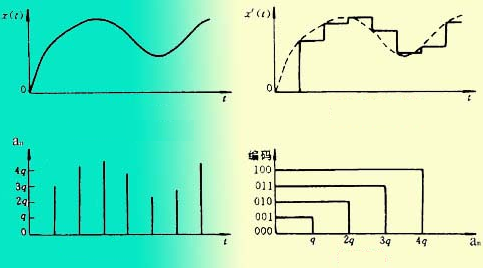 x(t)
0
t
x'(t)
0
t
aₙ
4q
3q
2q
q
0
t
编码
100
011
010
001
000
q 2q 3q 4q aₙ